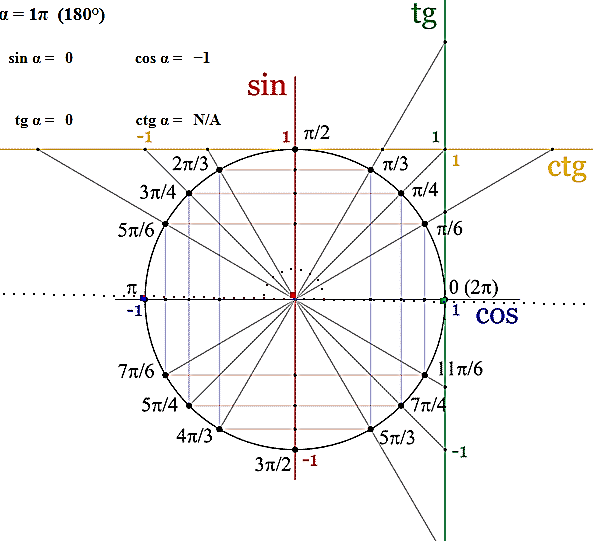 α = 1π (180°)
tg
sin α = 0 cos α = −1
sin
tg α = 0 ctg α = N/A
-1
1
π/2
1
1
ctg
2π/3
π/3
3π/4
π/4
5π/6
π/6
π
0 (2π)
-1
1
cos
7π/6
11π/6
5π/4
7π/4
4π/3
5π/3
3π/2
-1
-1